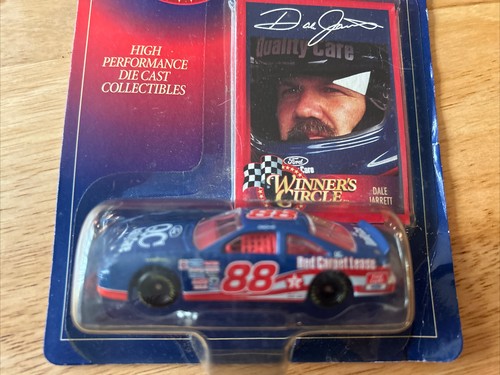 Dale Jarrett
Quality Care
HIGH
PERFORMANCE
DIE CAST
COLLECTIBLES
Ford
Care
WINNER'S
CIRCLE
DALE
JARRETT
88
88
Red Carpet Lease